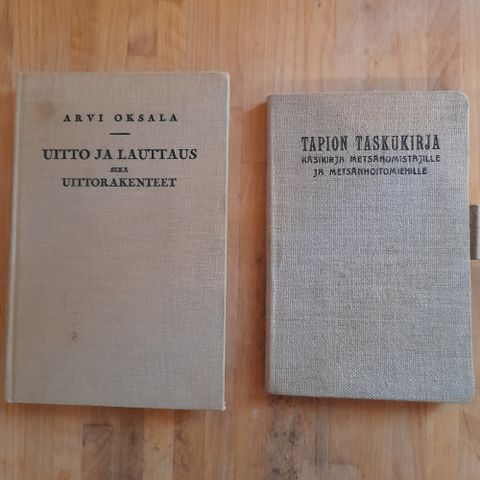 ARVI OKSALA
UITTO JA LAUTTAUS
SEKÄ
UITTORAKENTEET
TAPION TASKUKIRJA
KÄSIKIRJA METSÄNOMISTAJILLE
JA METSÄNHOITOMIEHILLE